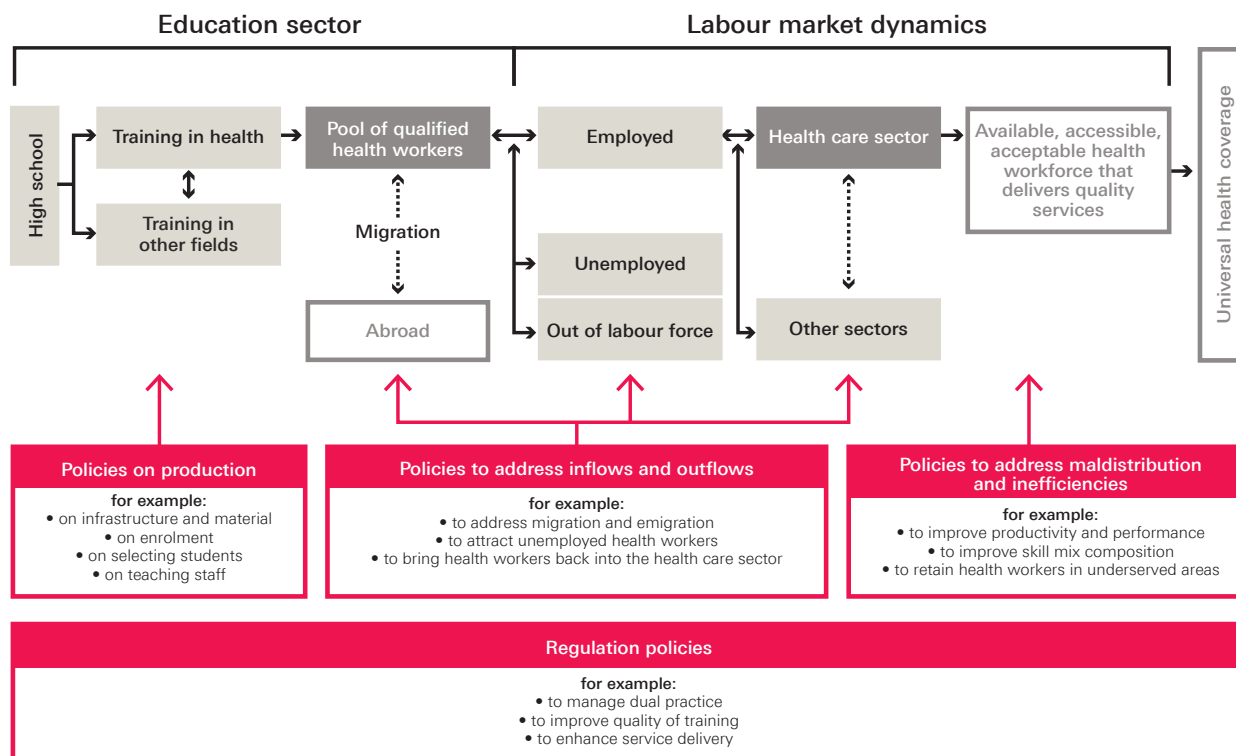 Education sector
Labour market dynamics
High school
Training in health
Training in
other fields
Pool of qualified
health workers
Migration
Abroad
Employed
Unemployed
Out of labour force
Health care sector
Other sectors
Available, accessible,
acceptable health
workforce that
delivers quality
services
Universal health coverage
Policies on production
for example:
• on infrastructure and material
• on enrolment
• on selecting students
• on teaching staff
Policies to address inflows and outflows
for example:
• to address migration and emigration
• to attract unemployed health workers
• to bring health workers back into the health care sector
Policies to address maldistribution
and inefficiencies
for example:
• to improve productivity and performance
• to improve skill mix composition
• to retain health workers in underserved areas
Regulation policies
for example:
• to manage dual practice
• to improve quality of training
• to enhance service delivery